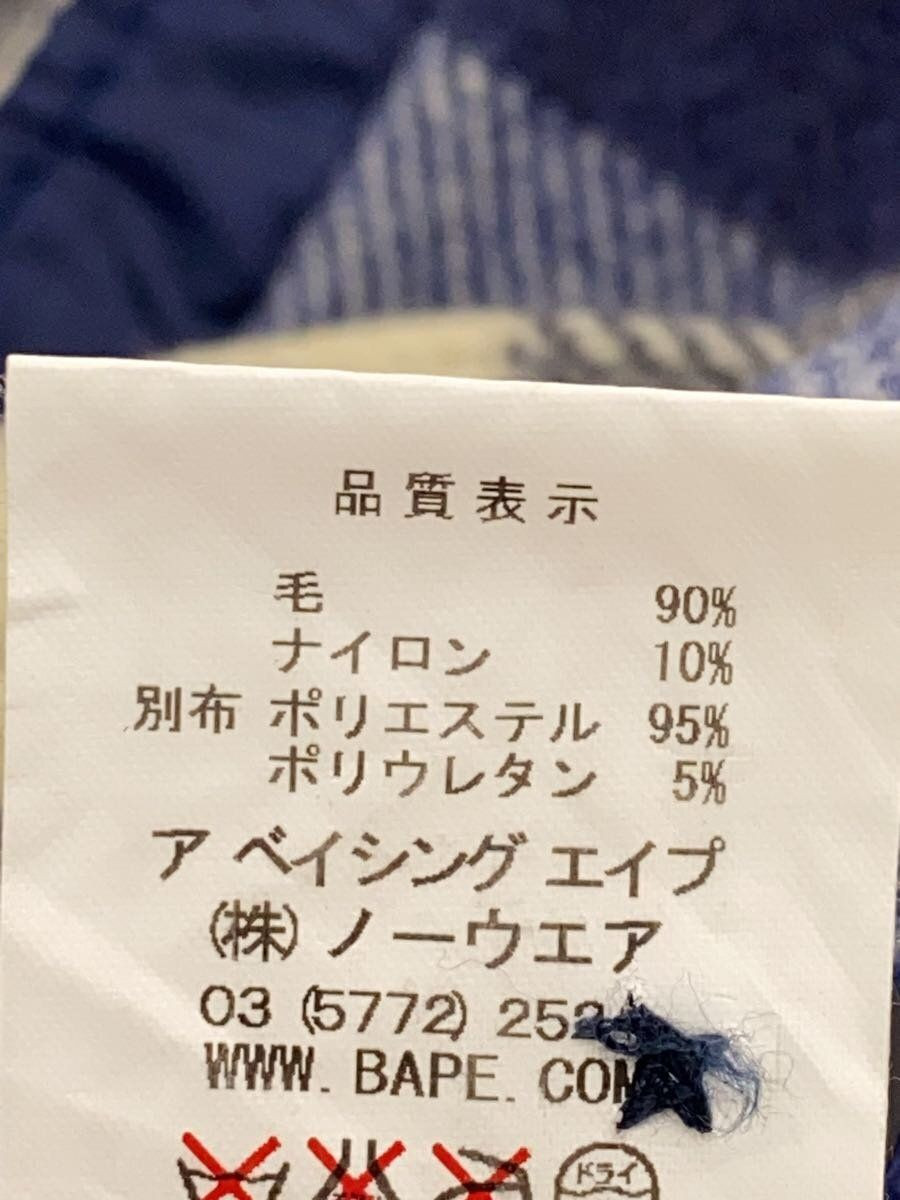 品質表示
毛 90%
ナイロン 10%
別布 ポリエステル 95%
ポリウレタン 5%
ア ベイシング エイプ
(株) ノーウエア
03 (5772) 252
WWW. BAPE. COM
ドライ